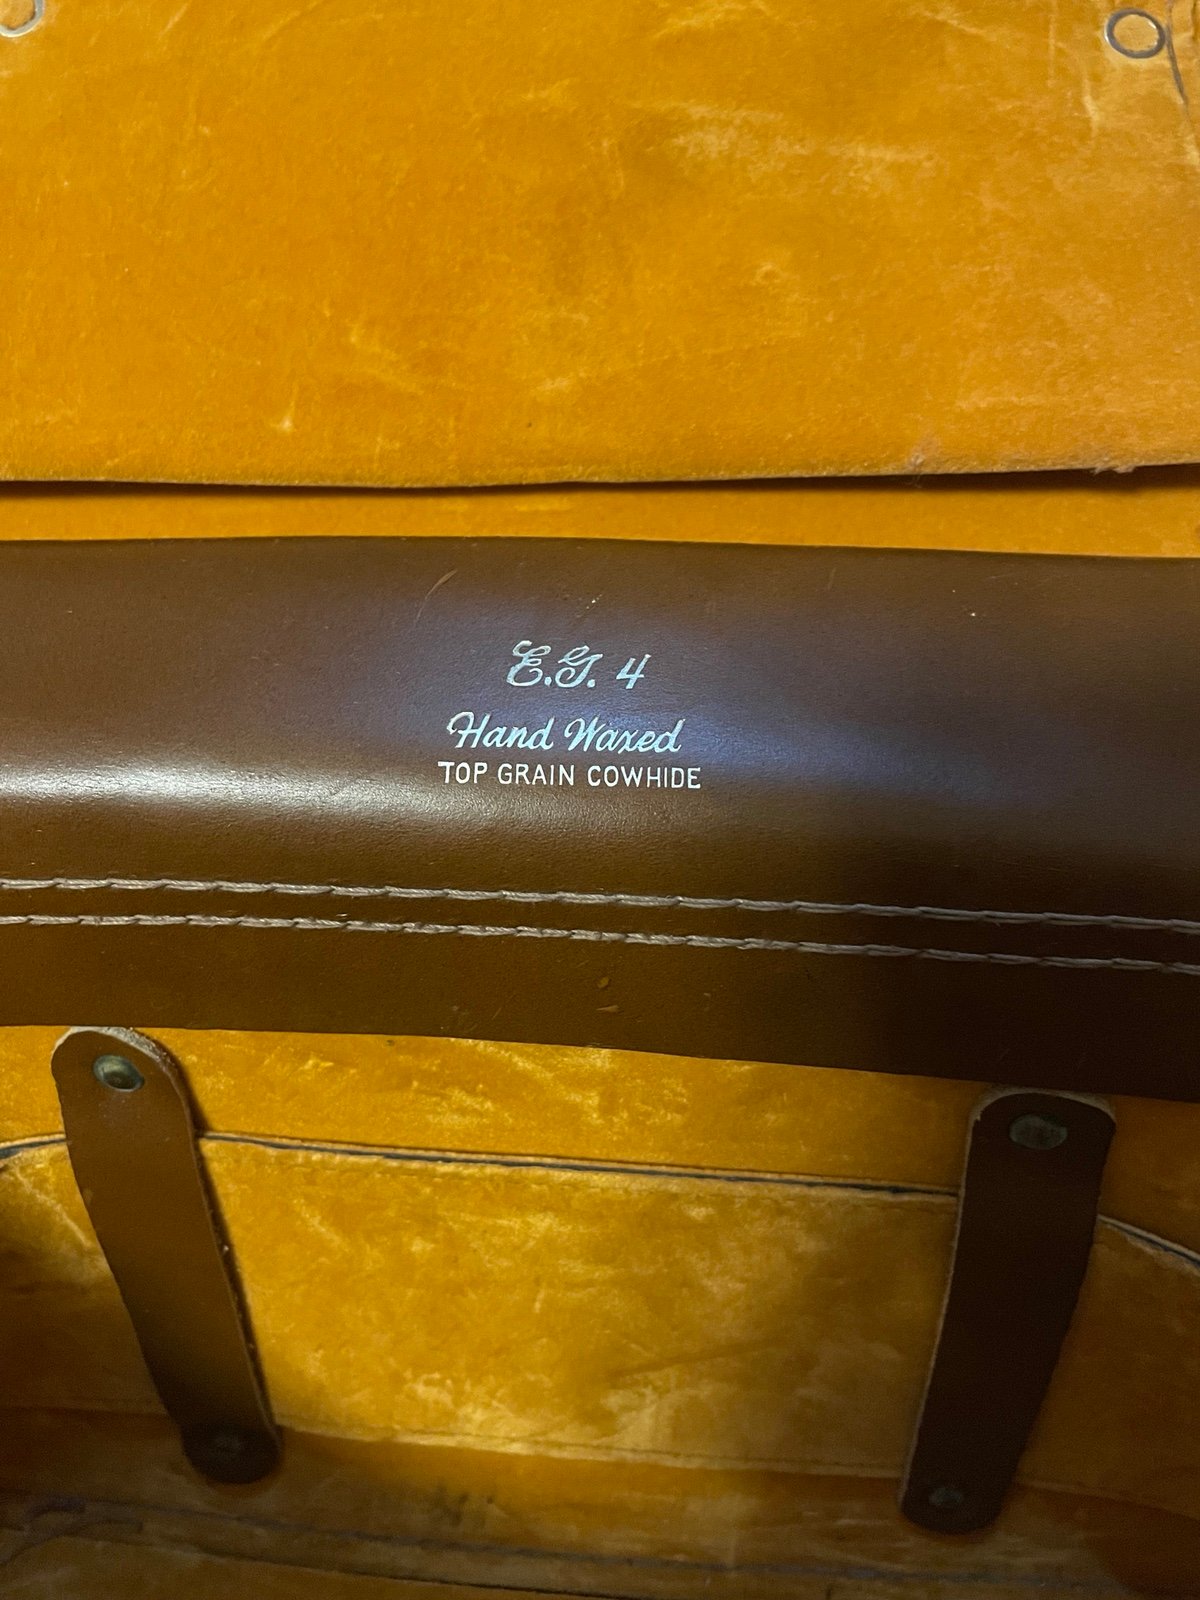 E.G. 4
Hand Waxed
TOP GRAIN COWHIDE